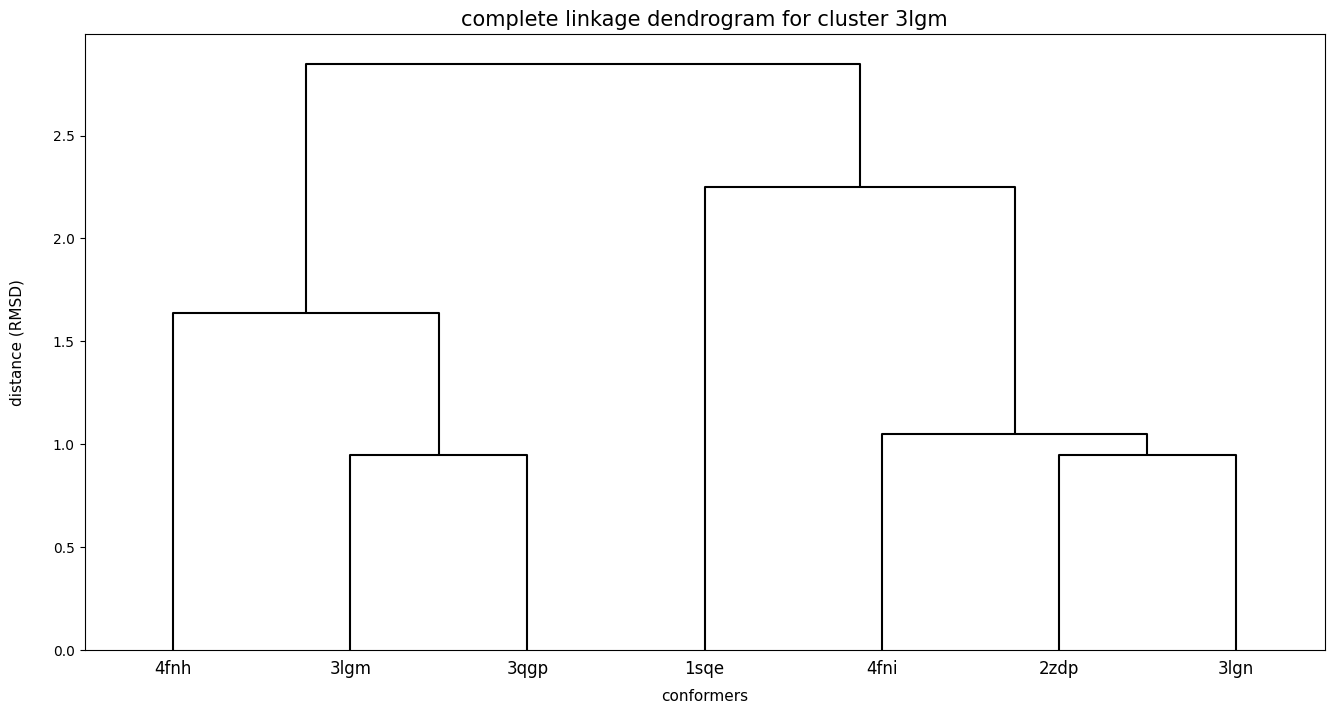 complete linkage dendrogram for cluster 3lgm
distance (RMSD)
2.5
2.0
1.5
1.0
0.5
0.0
4fnh 3lgm 3qgp 1sqe 4fni 2zdp 3lgn
conformers